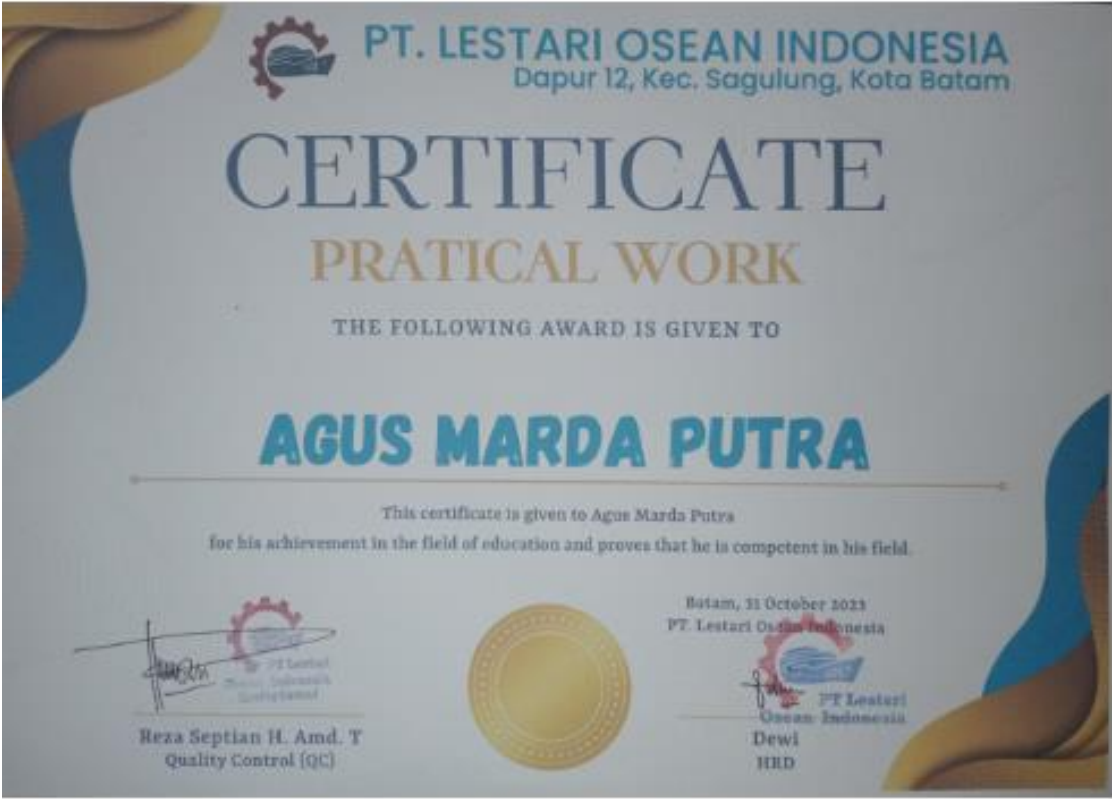 PT. LESTARI OSEAN INDONESIA
Dapur 12, Kec. Sagulung, Kota Batam
CERTIFICATE
PRATICAL WORK
THE FOLLOWING AWARD IS GIVEN TO
AGUS MARDA PUTRA
This certificate is given to Agus Marda Putra
for his achievement in the field of education and proves that he is competent in his field.
Batam, 31 October 2023
PT. Lestari Osean Indonesia
PT Lestari
PT Lestari
Osean Indonesia
Reza Septian H. Amd. T
Quality Control (QC)
Dewi
HRD